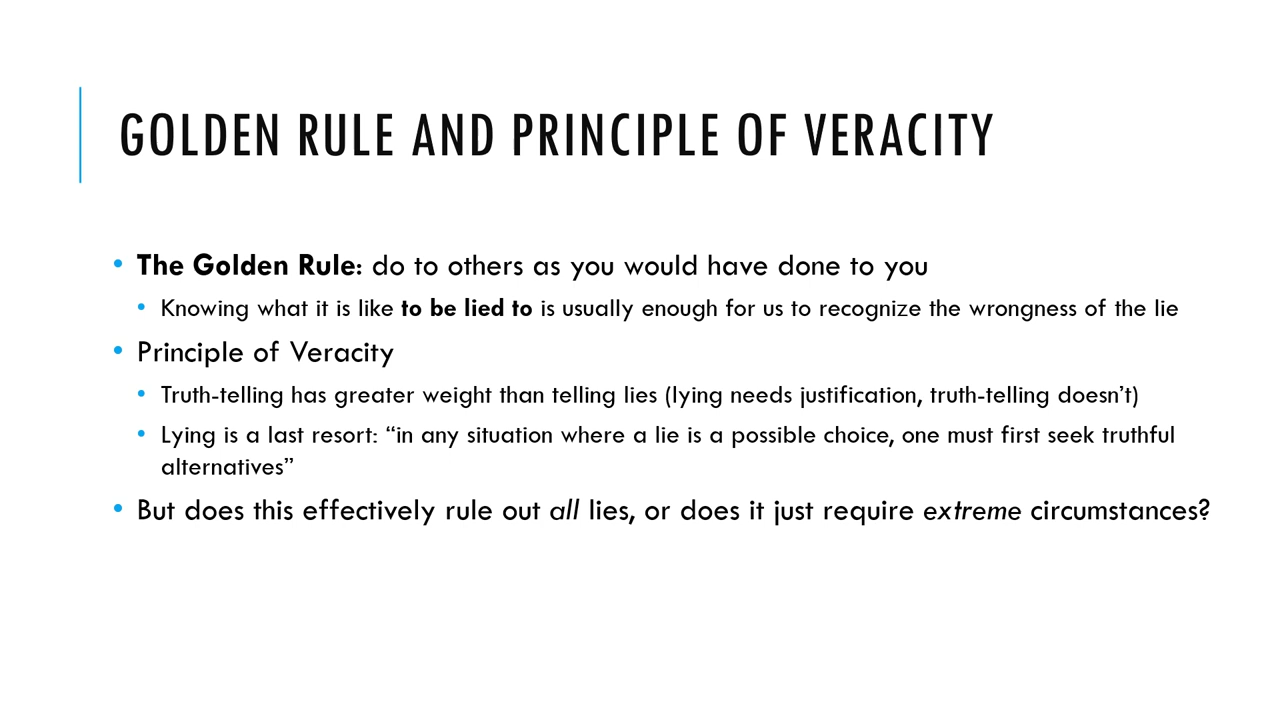 GOLDEN RULE AND PRINCIPLE OF VERACITY
• The Golden Rule: do to others as you would have done to you
• Knowing what it is like to be lied to is usually enough for us to recognize the wrongness of the lie
• Principle of Veracity
• Truth-telling has greater weight than telling lies (lying needs justification, truth-telling doesn’t)
• Lying is a last resort: “in any situation where a lie is a possible choice, one must first seek truthful
alternatives”
• But does this effectively rule out all lies, or does it just require extreme circumstances?